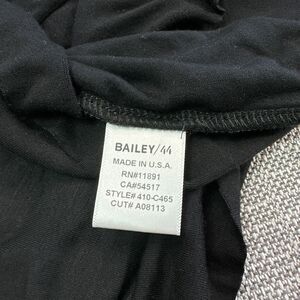 BAILEY/44
MADE IN U.S.A.
RN#11891
CA#54517
STYLE# 410-C465
CUT# A08113